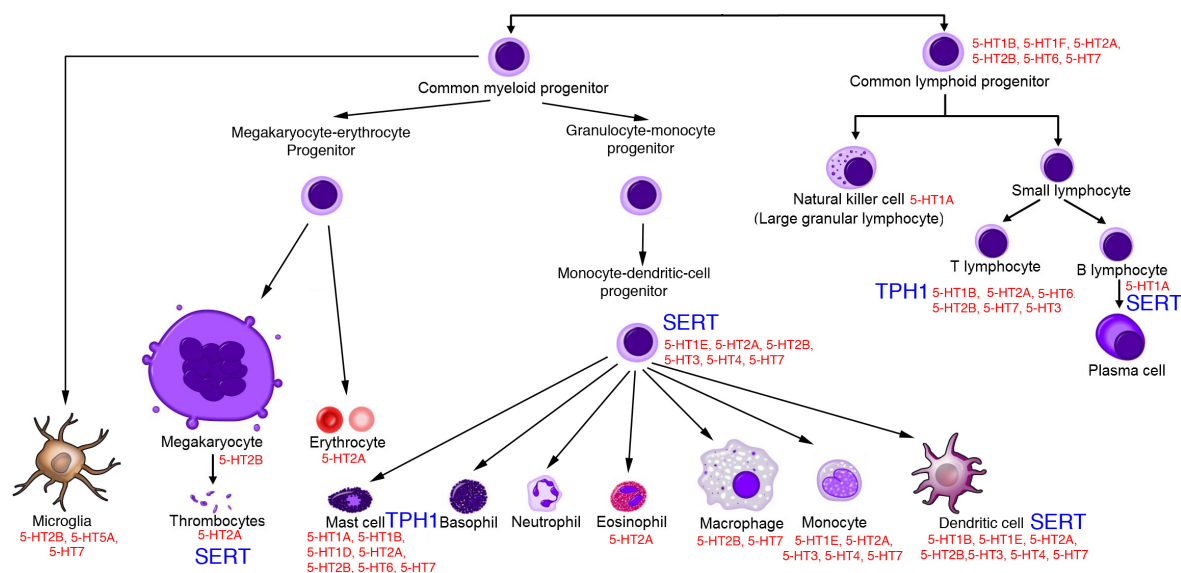 5-HT1B, 5-HT1F, 5-HT2A,
5-HT2B, 5-HT6, 5-HT7
Common myeloid progenitor
Common lymphoid progenitor
Megakaryocyte-erythrocyte
Progenitor
Granulocyte-monocyte
progenitor
Natural killer cell 5-HT1A
(Large granular lymphocyte)
Small lymphocyte
T lymphocyte
B lymphocyte
TPH1 5-HT1B, 5-HT2A, 5-HT6
5-HT2B, 5-HT7, 5-HT3
5-HT1A
SERT
Plasma cell
Monocyte-dendritic-cell
progenitor
SERT
5-HT1E, 5-HT2A, 5-HT2B,
5-HT3, 5-HT4, 5-HT7
Megakaryocyte
5-HT2B
Erythrocyte
5-HT2A
Microglia
5-HT2B, 5-HT5A,
5-HT7
Thrombocytes
5-HT2A
SERT
Mast cell TPH1
5-HT1A, 5-HT1B,
5-HT1D, 5-HT2A,
5-HT2B, 5-HT6, 5-HT7
Basophil
Neutrophil
Eosinophil
5-HT2A
Macrophage
5-HT2B, 5-HT7
Monocyte
5-HT1E, 5-HT2A,
5-HT3, 5-HT4, 5-HT7
Dendritic cell SERT
5-HT1B, 5-HT1E, 5-HT2A,
5-HT2B,5-HT3, 5-HT4, 5-HT7